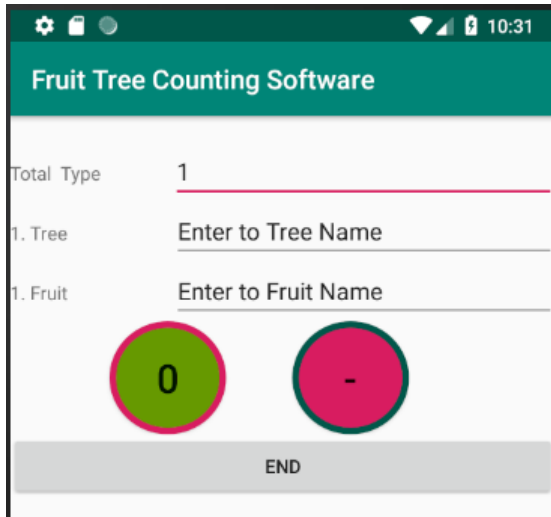 10:31
Fruit Tree Counting Software
Total Type 1
1. Tree Enter to Tree Name
1. Fruit Enter to Fruit Name
0 -
END